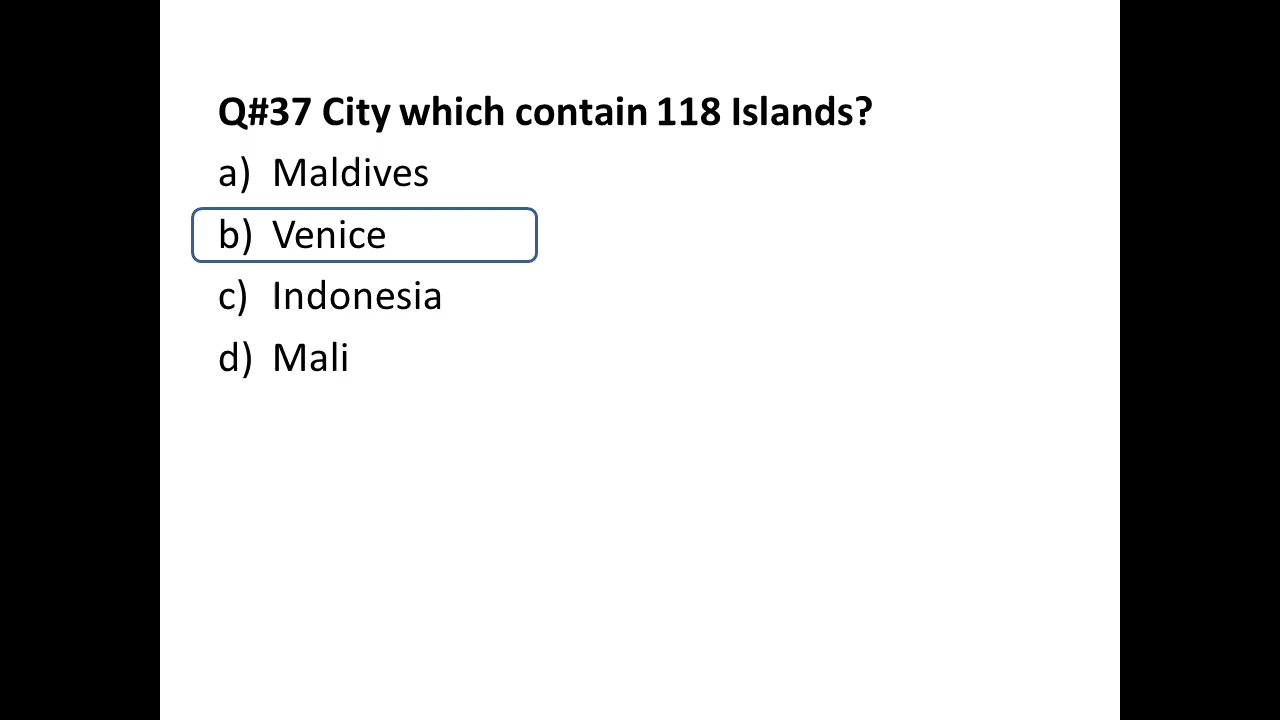 Q#37 City which contain 118 Islands?
a) Maldives
b) Venice
c) Indonesia
d) Mali